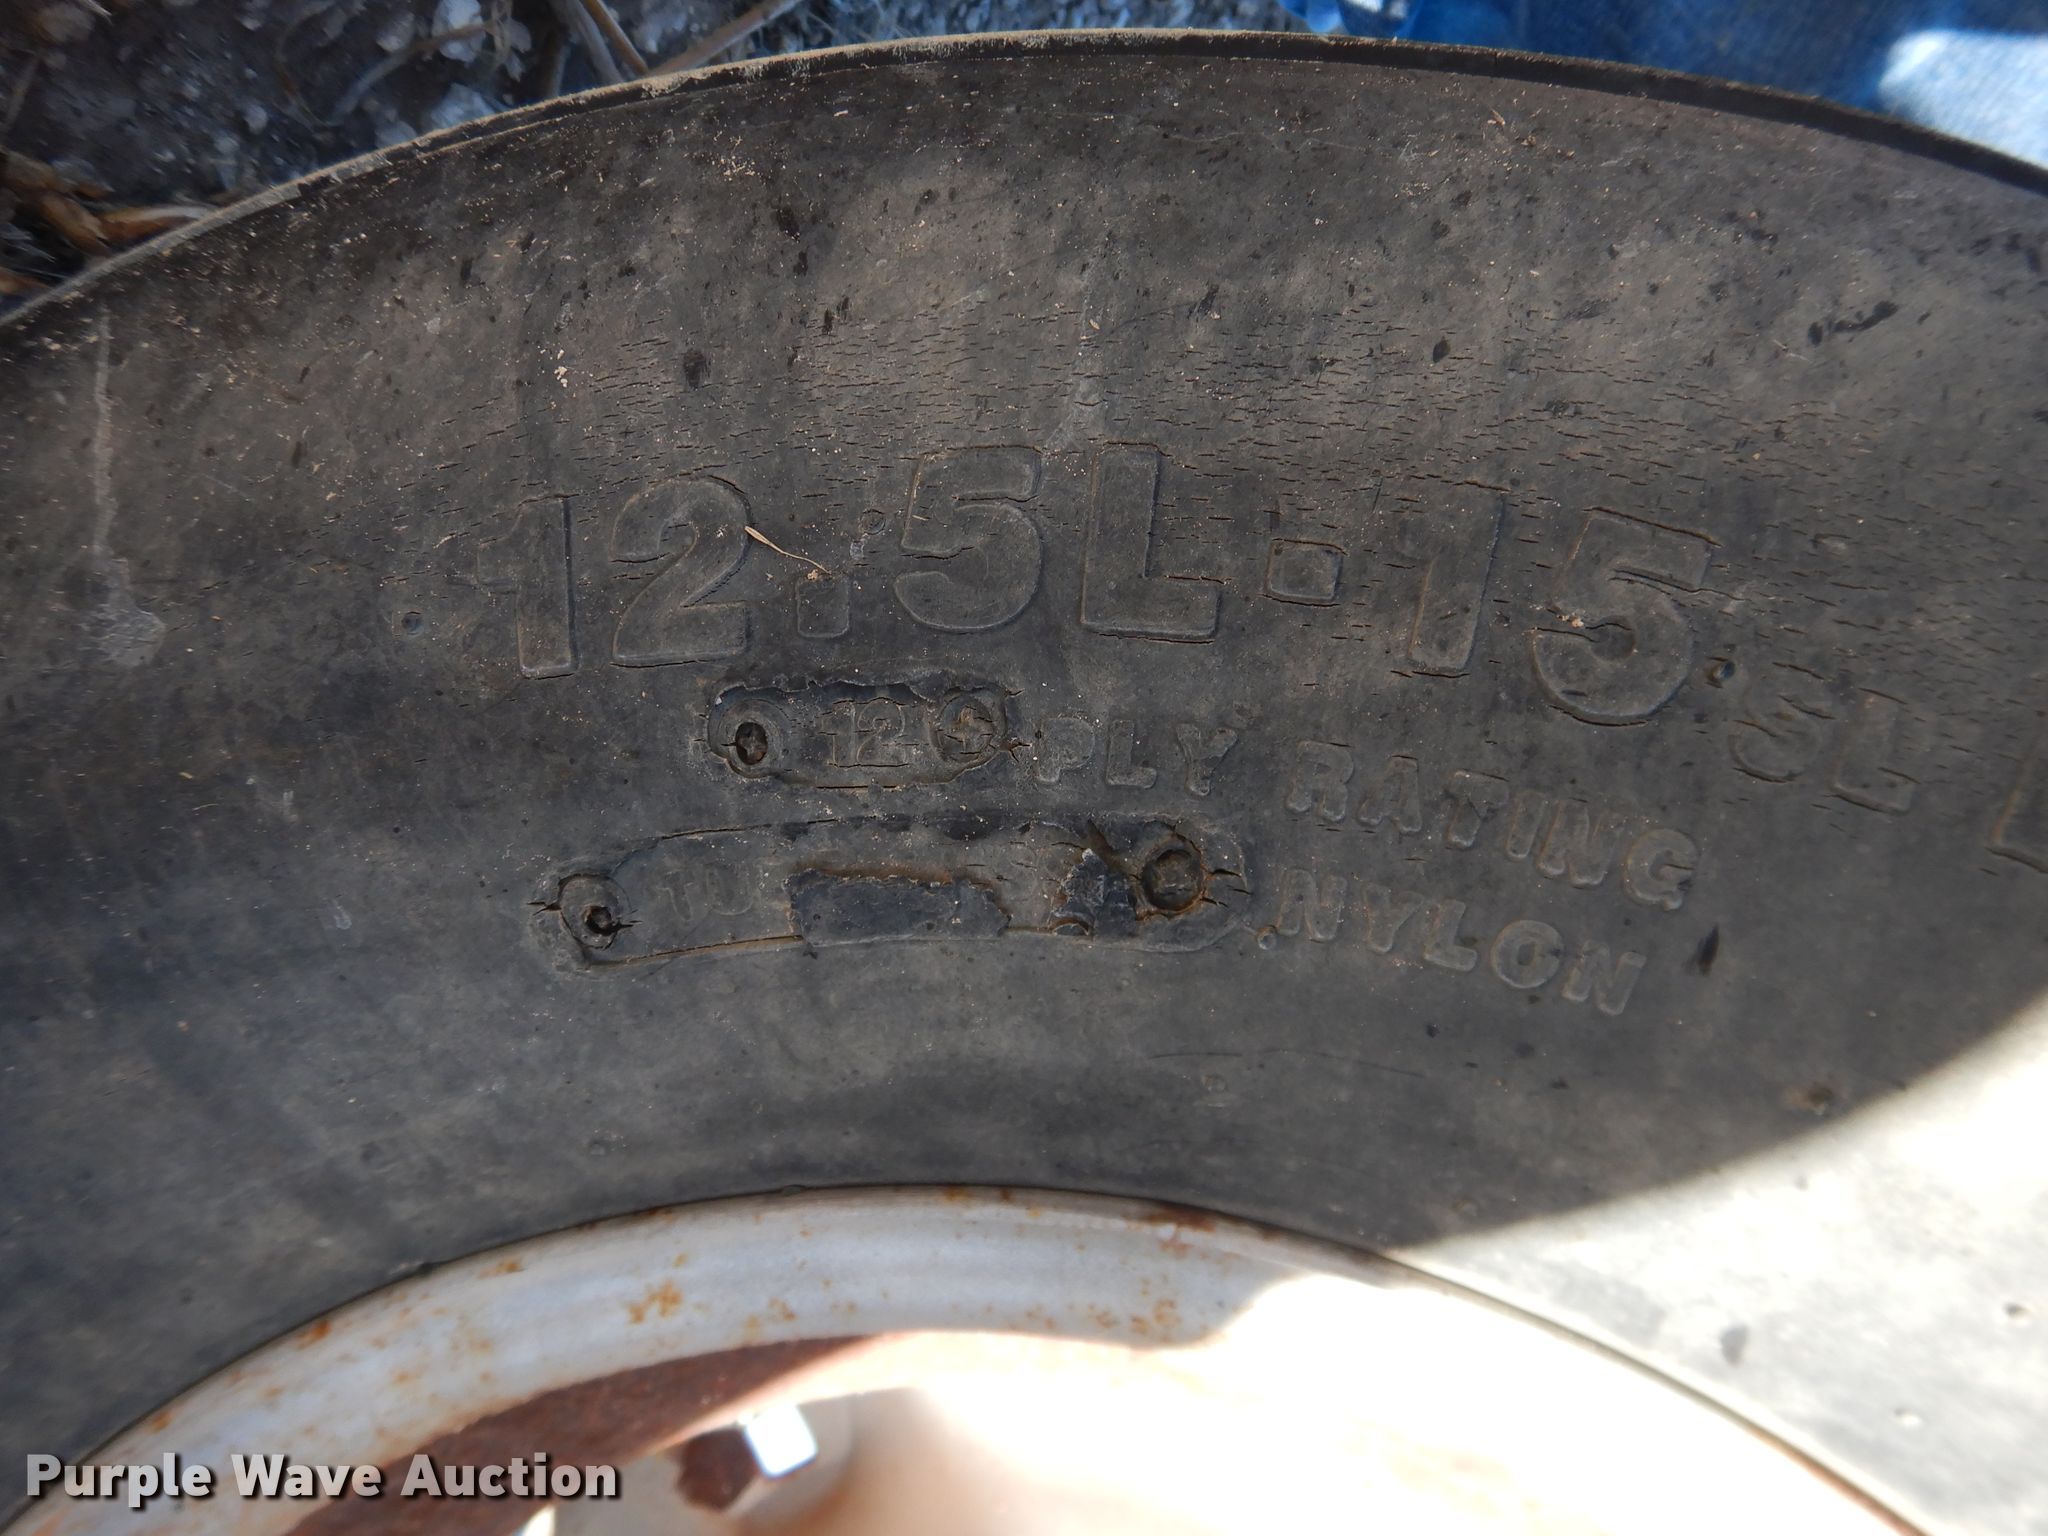 12.5L-15 SL
12 PLY RATING
NYLON
Purple Wave Auction